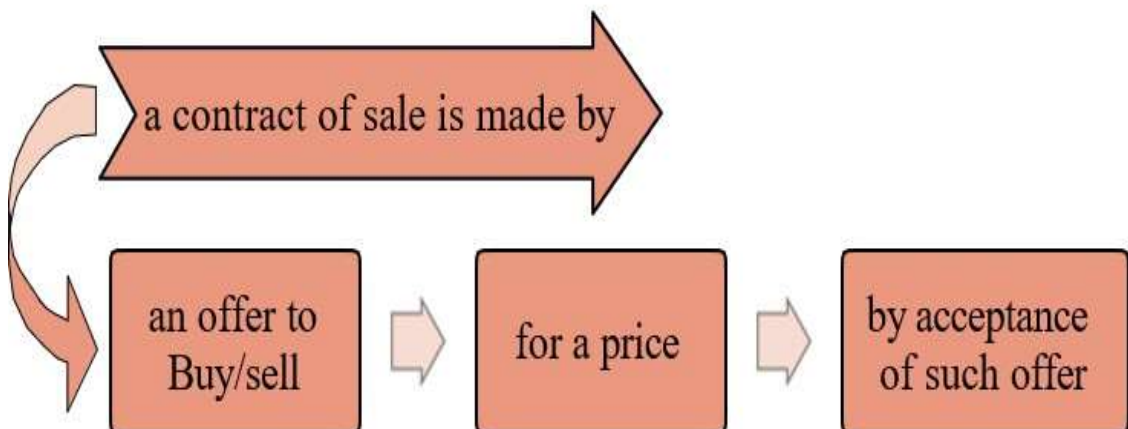 a contract of sale is made by
an offer to
Buy/sell
for a price
by acceptance
of such offer